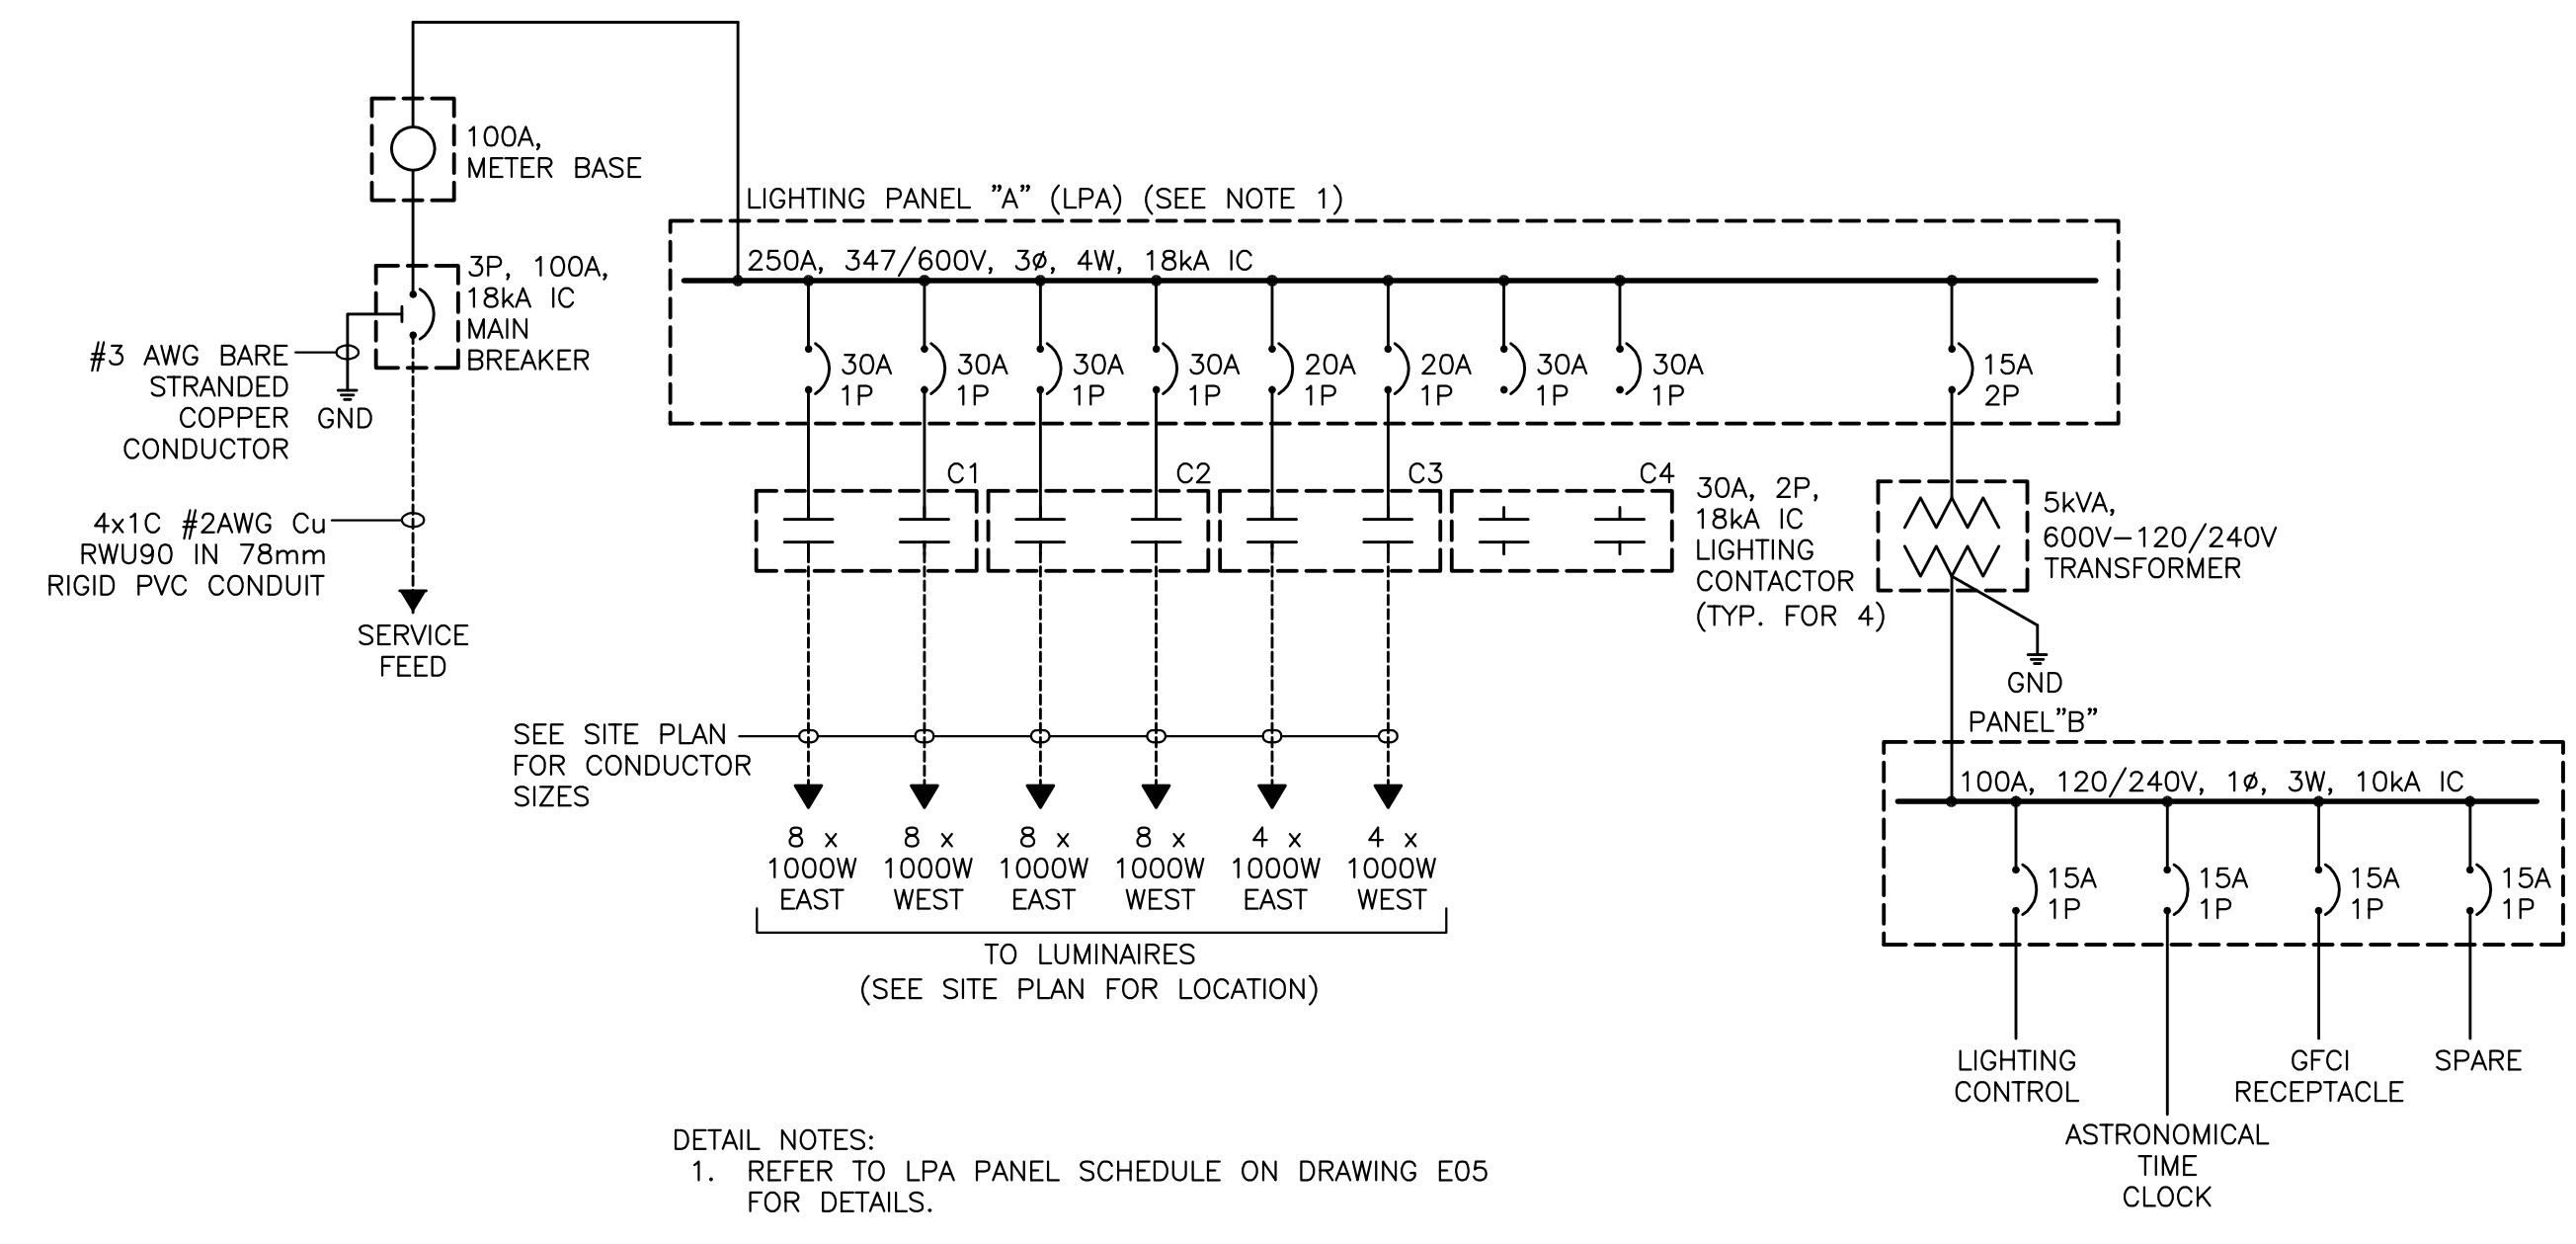 100A,
METER BASE
3P, 100A,
18kA IC
MAIN
BREAKER
#3 AWG BARE
STRANDED
COPPER
CONDUCTOR
GND
4x1C #2AWG Cu
RWU90 IN 78mm
RIGID PVC CONDUIT
SERVICE
FEED
LIGHTING PANEL "A" (LPA) (SEE NOTE 1)
250A, 347/600V, 3ø, 4W, 18kA IC
30A
1P
30A
1P
30A
1P
30A
1P
20A
1P
20A
1P
30A
1P
30A
1P
15A
2P
C1
C2
C3
C4
30A, 2P,
18kA IC
LIGHTING
CONTACTOR
(TYP. FOR 4)
5kVA,
600V-120/240V
TRANSFORMER
GND
SEE SITE PLAN
FOR CONDUCTOR
SIZES
8 x
1000W
EAST
8 x
1000W
WEST
8 x
1000W
EAST
8 x
1000W
WEST
4 x
1000W
EAST
4 x
1000W
WEST
TO LUMINAIRES
(SEE SITE PLAN FOR LOCATION)
PANEL"B"
100A, 120/240V, 1ø, 3W, 10kA IC
15A
1P
15A
1P
15A
1P
15A
1P
LIGHTING
CONTROL
ASTRONOMICAL
TIME
CLOCK
GFCI
RECEPTACLE
SPARE
DETAIL NOTES:
1. REFER TO LPA PANEL SCHEDULE ON DRAWING E05
FOR DETAILS.